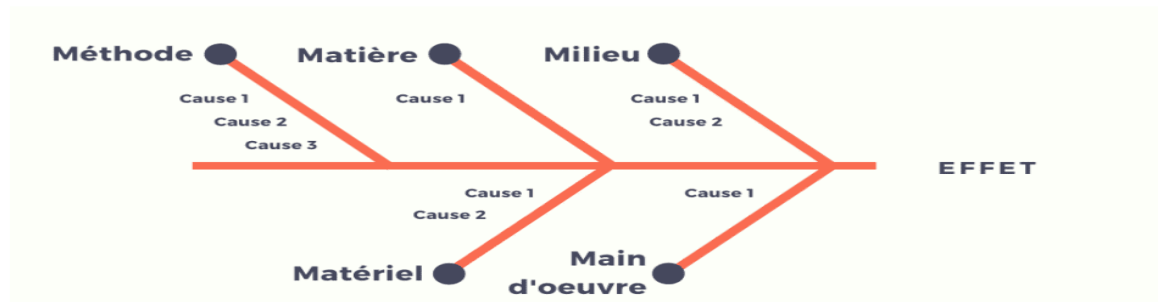 Méthode
Matière
Milieu
Cause 1
Cause 1
Cause 1
Cause 2
Cause 2
Cause 3
EFFET
Cause 1
Cause 1
Cause 2
Matériel
Main
d'oeuvre